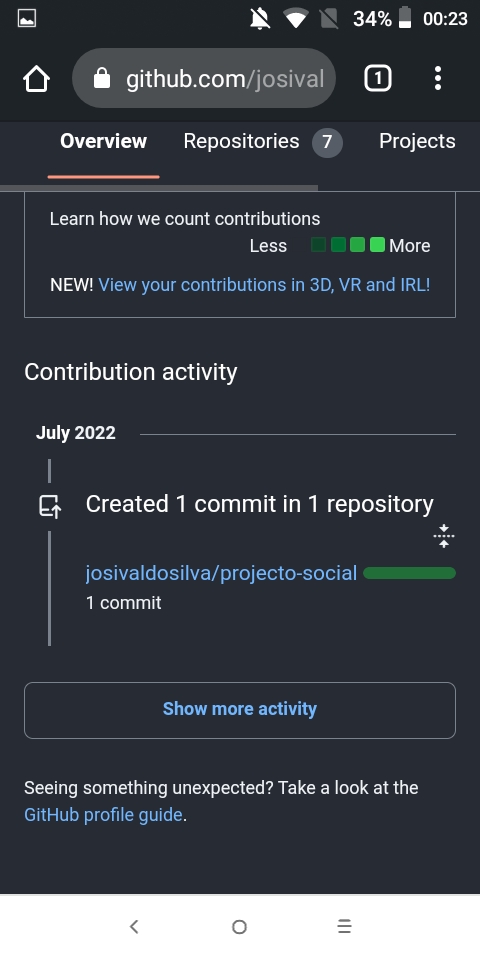 34% 00:23
github.com/josival 1
Overview Repositories 7 Projects
Learn how we count contributions
Less More
NEW! View your contributions in 3D, VR and IRL!
Contribution activity
July 2022
Created 1 commit in 1 repository
josivaldosilva/projecto-social
1 commit
Show more activity
Seeing something unexpected? Take a look at the
GitHub profile guide.